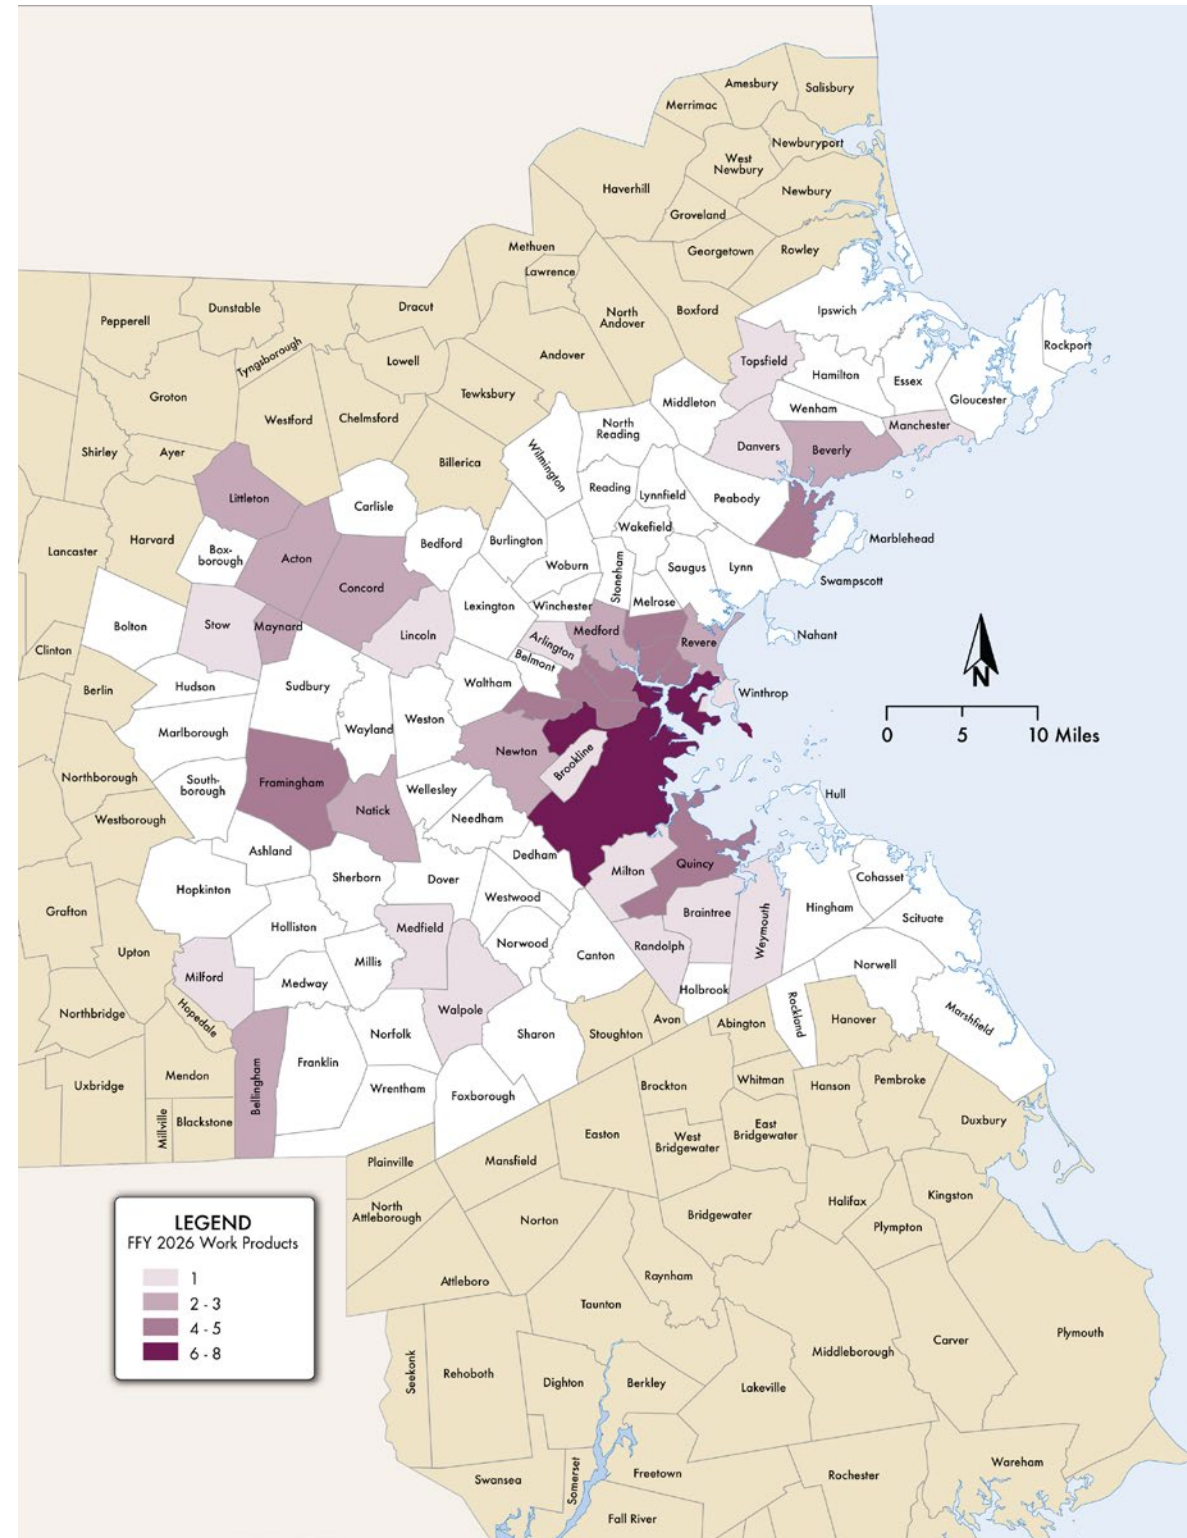 Amesbury
Salisbury
Merrimac
Newburyport
West
Newbury
Haverhill
Newbury
Groveland
Methuen
Georgetown
Rowley
Lawrence
Dunstable
Dracut
North
Andover
Boxford
Ipswich
Pepperell
Rockport
Tyngsborough
Lowell
Andover
Topsfield
Hamilton
Essex
Groton
Tewksbury
Middleton
Wenham
Gloucester
Westford
Chelmsford
North
Reading
Manchester
Shirley
Ayer
Billerica
Wilmington
Danvers
Beverly
Littleton
Reading
Lynnfield
Peabody
Carlisle
Wakefield
Lancaster
Harvard
Box-
borough
Acton
Bedford
Burlington
Marblehead
Woburn
Stoneham
Saugus
Lynn
Swampscott
Concord
Lexington
Winchester
Melrose
Bolton
Stow
Maynard
Lincoln
Arlington
Medford
Revere
Nahant
Clinton
Belmont
Berlin
Hudson
Sudbury
Waltham
Winthrop
N
Marlborough
Wayland
Weston
0 5 10 Miles
Newton
Brookline
Northborough
South-
borough
Framingham
Wellesley
Hull
Westborough
Natick
Needham
Ashland
Dedham
Quincy
Hopkinton
Sherborn
Dover
Milton
Cohasset
Westwood
Grafton
Holliston
Medfield
Braintree
Weymouth
Hingham
Scituate
Upton
Norwood
Randolph
Canton
Milford
Medway
Millis
Holbrook
Norwell
Northbridge
Hopedale
Walpole
Rockland
Marshfield
Norfolk
Sharon
Stoughton
Avon
Abington
Hanover
Franklin
Uxbridge
Mendon
Bellingham
Wrentham
Foxborough
Brockton
Whitman
Hanson
Pembroke
Millville
Blackstone
Easton
West
Bridgewater
East
Bridgewater
Duxbury
Plainville
Mansfield
North
Attleborough
Norton
Bridgewater
Halifax
Kingston
Plympton
LEGEND
FFY 2026 Work Products
1
2 - 3
4 - 5
6 - 8
Attleboro
Raynham
Taunton
Middleborough
Carver
Plymouth
Seekonk
Rehoboth
Dighton
Berkley
Lakeville
Swansea
Somerset
Freetown
Rochester
Wareham
Fall River